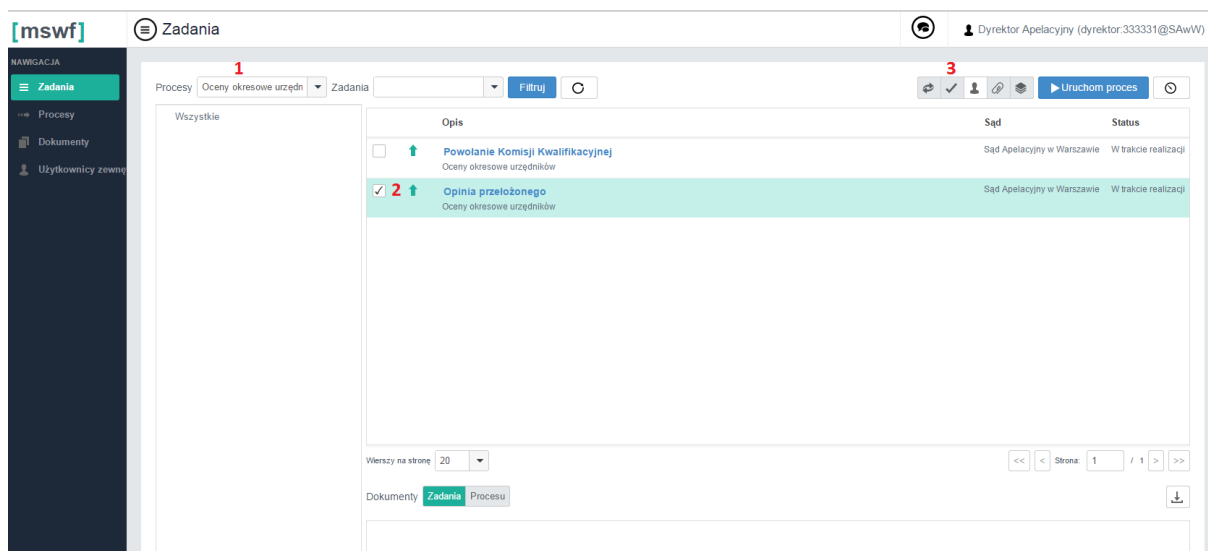 [mswf]
Zadania
Dyrektor Apelacyjny (dyrektor:333331@SAwW)
NAWIGACJA
Zadania
Procesy
Dokumenty
Użytkownicy zewnę
1
3
Procesy Oceny okresowe urzędn Zadania Filtruj Uruchom proces
Wszystkie
Opis Sąd Status
Powołanie Komisji Kwalifikacyjnej Sąd Apelacyjny w Warszawie W trakcie realizacji
Oceny okresowe urzędników
2 Opinia przełożonego Sąd Apelacyjny w Warszawie W trakcie realizacji
Oceny okresowe urzędników
Wierszy na stronę 20 << < Strona: 1 / 1 > >>
Dokumenty Zadania Procesu